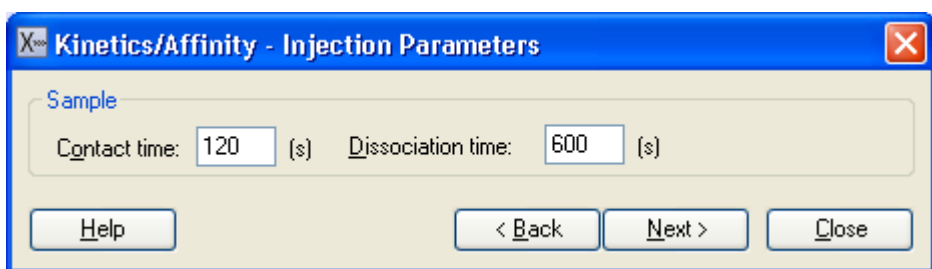 Kinetics/Affinity - Injection Parameters
Sample
Contact time: 120 (s) Dissociation time: 600 (s)
Help < Back Next > Close